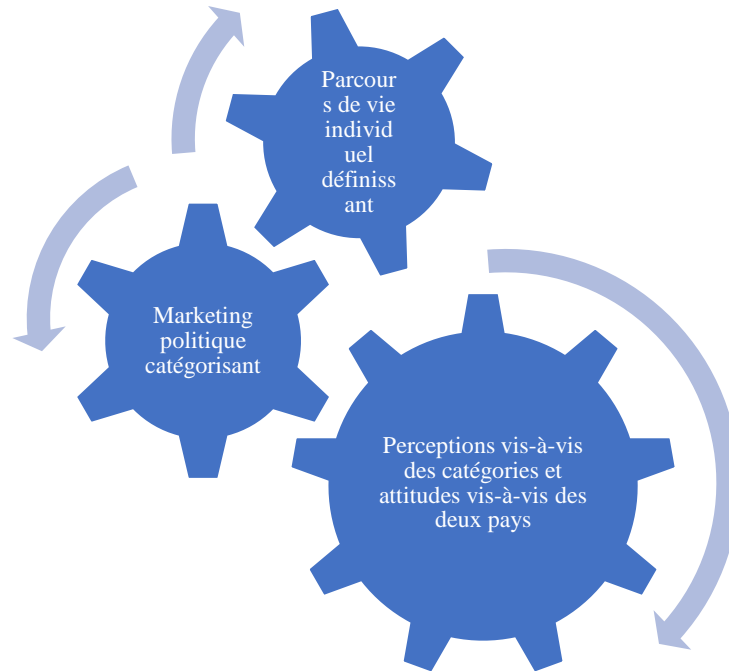 Parcour
s de vie
individ
uel
définiss
ant
Marketing
politique
catégorisant
Perceptions vis-à-vis
des catégories et
attitudes vis-à-vis des
deux pays